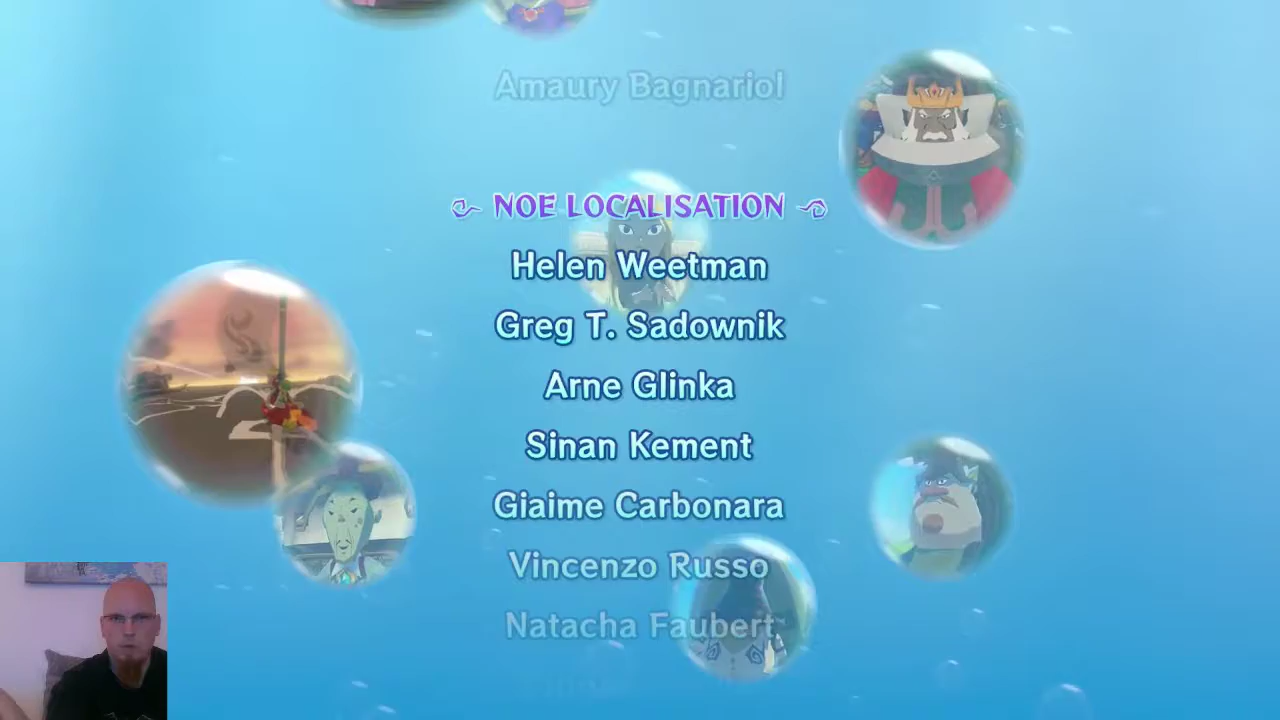 Amaury Bagnariol
NOE LOCALISATION
Helen Weetman
Greg T. Sadownik
Arne Glinka
Sinan Kement
Giaime Carbonara
Vincenzo Russo
Natacha Faubert